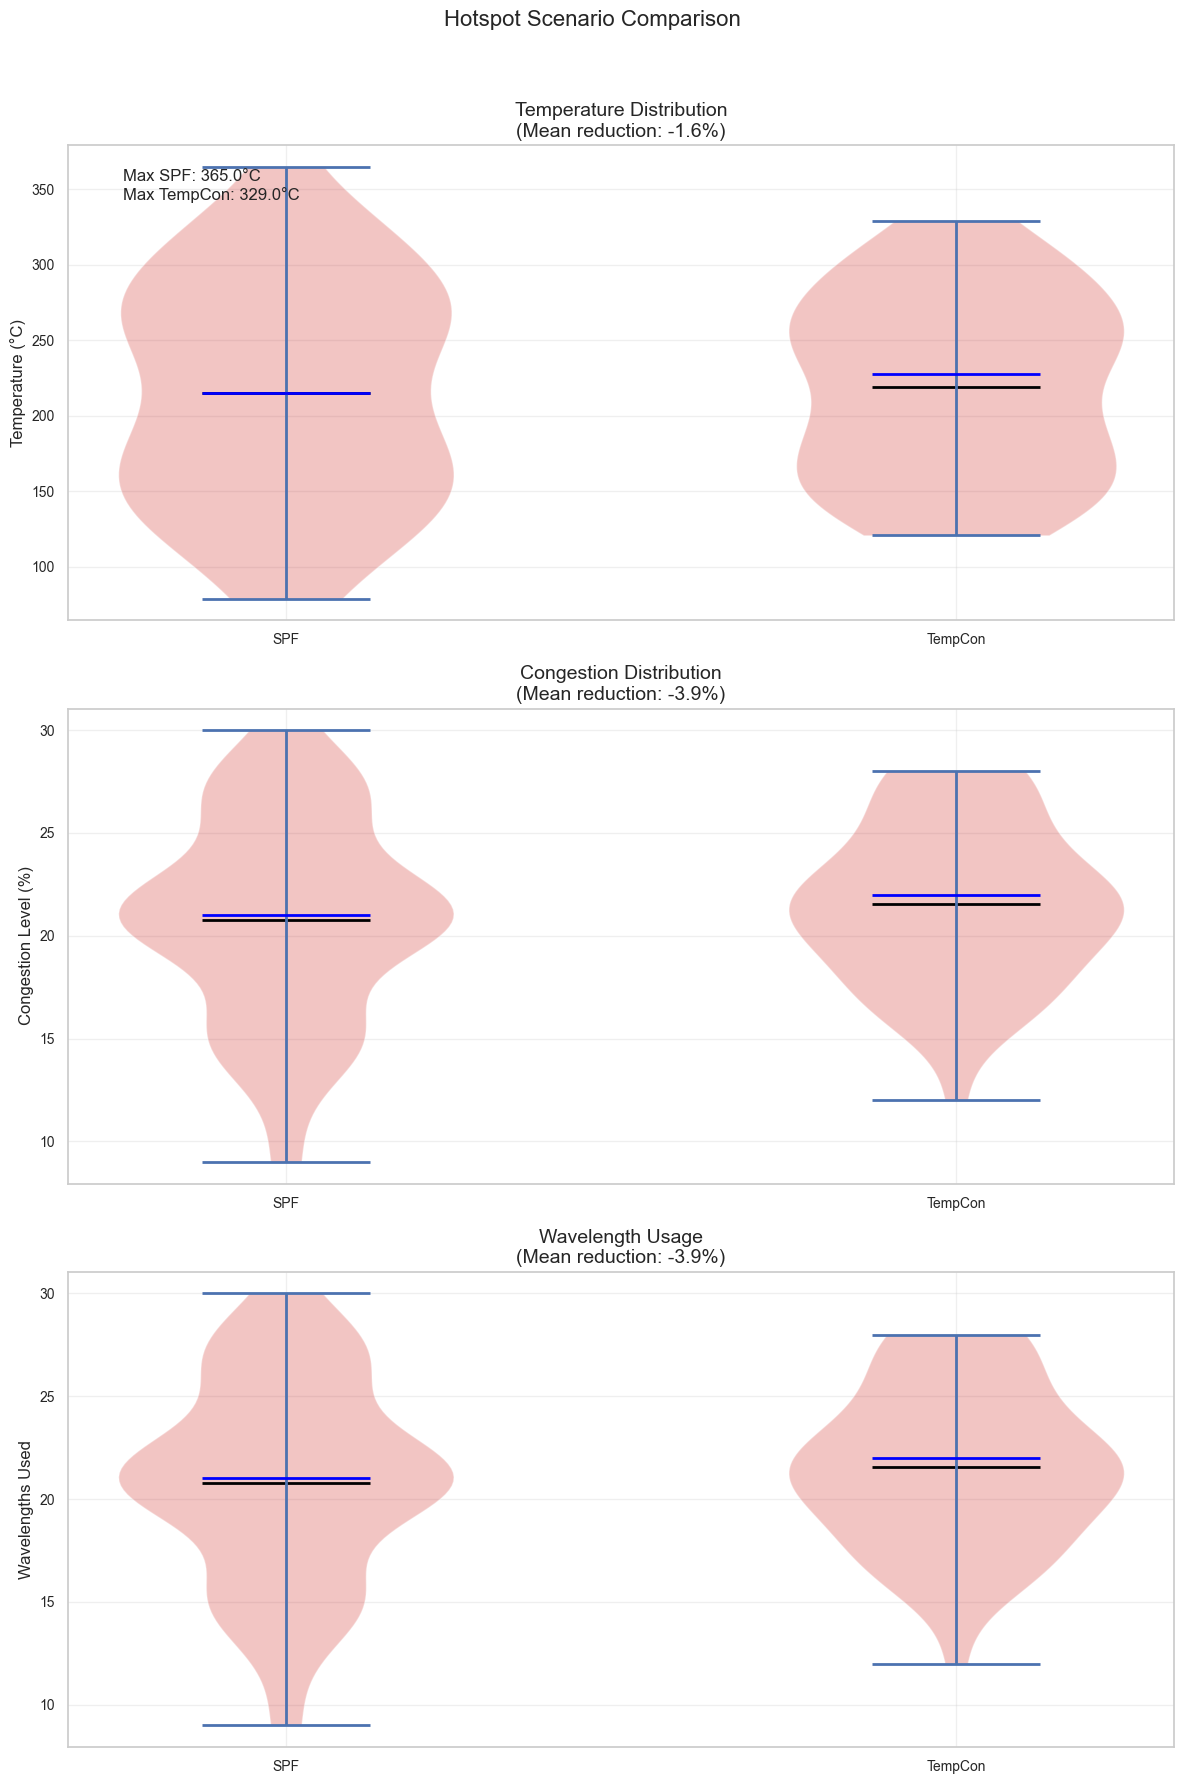 Hotspot Scenario Comparison
Temperature Distribution
(Mean reduction: -1.6%)
Max SPF: 365.0°C
Max TempCon: 329.0°C
Temperature (°C)
350
300
250
200
150
100
SPF
TempCon
Congestion Distribution
(Mean reduction: -3.9%)
Congestion Level (%)
30
25
20
15
10
SPF
TempCon
Wavelength Usage
(Mean reduction: -3.9%)
Wavelengths Used
30
25
20
15
10
SPF
TempCon